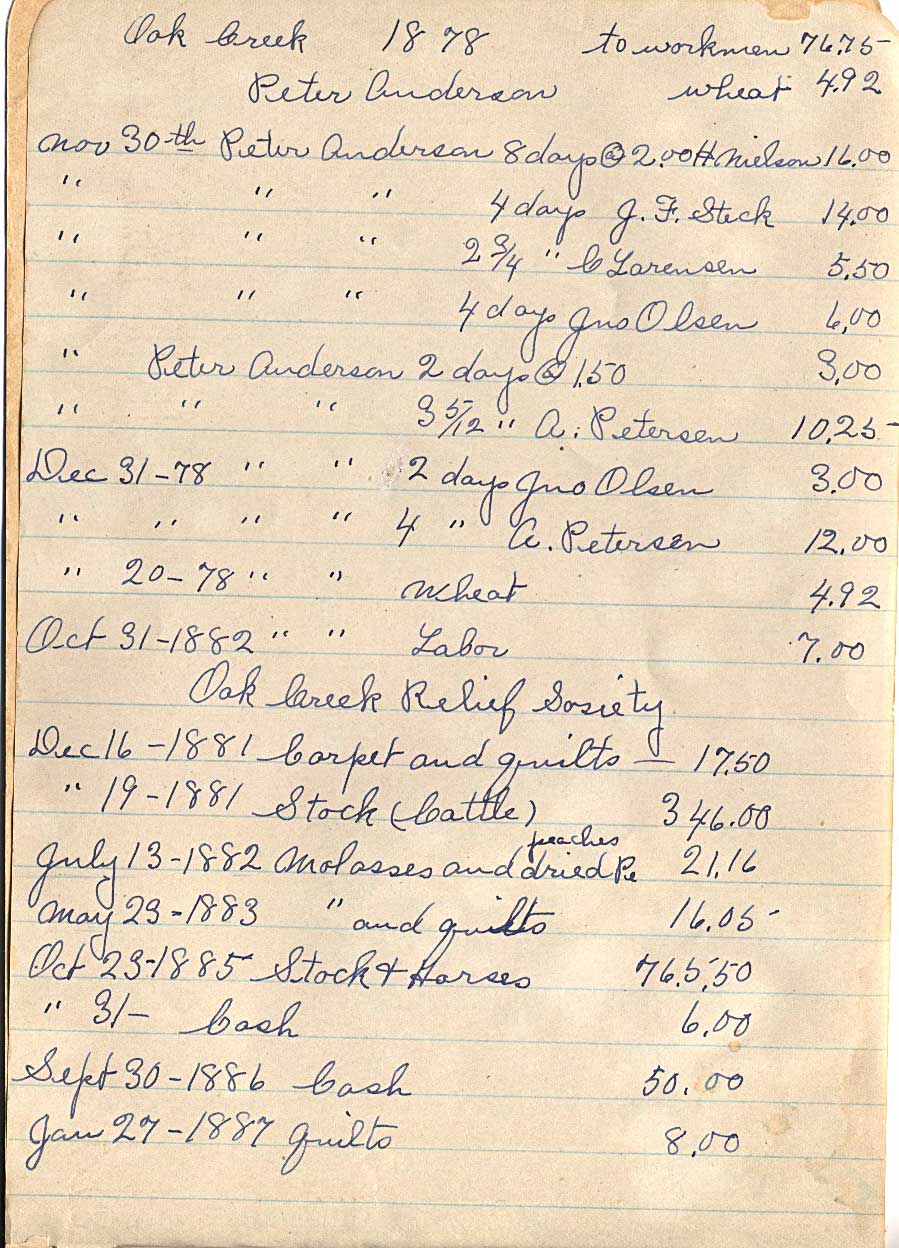 Oak Creek 1878 to workmen 76.75
Peter Anderson wheat 4.92
Nov 30th Peter Anderson 8 days @ 2.00 H Nielson 16.00
" " " 4 days J. F. Steck 14.00
" " " 2 3/4 " C Lorensen 5.50
" " " 4 days Jno Olsen 6,00
" Peter Anderson 2 days @ 1.50 3,00
" " " 3 5/12 " A. Petersen 10,25
Dec 31-78 " " 2 days Jno Olsen 3.00
" " " " 4 " A. Petersen 12,00
" 20-78 " " Wheat 4.92
Oct 31-1882 " " Labor 7.00
Oak Creek Relief Sosiety
Dec 16-1881 Carpet and quilts — 17.50
" 19-1881 Stock (Cattle) 346.00
peaches
July 13-1882 Molasses and dried Pe 21,16
May 23-1883 " and quilts 16.05
Oct 23-1885 Stock & Horses 765,50
" 31- Cash 6.00
Sept 30-1886 Cash 50.00
Jan 27-1887 quilts 8,00